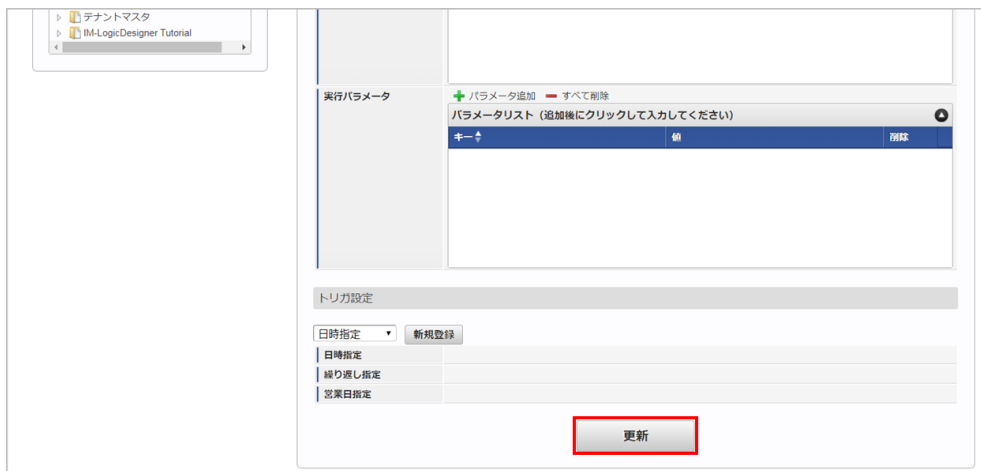 テナントマスタ
IM-LogicDesigner Tutorial
実行パラメータ
パラメータ追加 すべて削除
パラメータリスト（追加後にクリックして入力してください）
キー 値 削除
トリガ設定
日時指定 新規登録
日時指定
繰り返し指定
営業日指定
更新